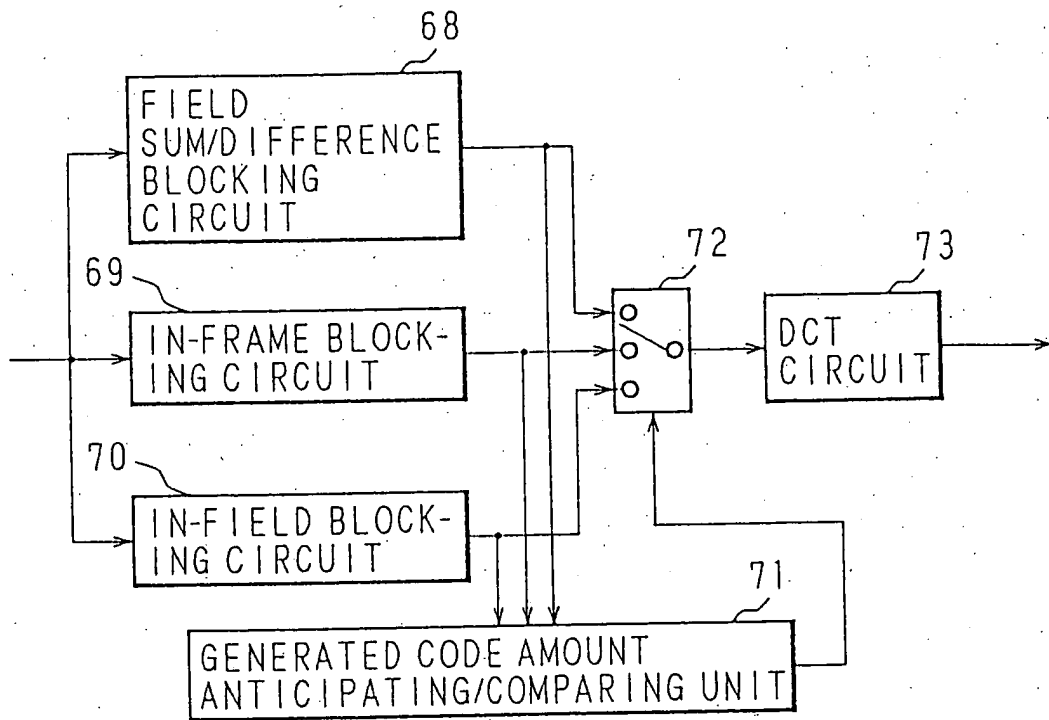 68
FIELD
SUM/DIFFERENCE
BLOCKING
CIRCUIT
69
IN-FRAME BLOCK-
ING CIRCUIT
70
IN-FIELD BLOCK-
ING CIRCUIT
72
73
DCT
CIRCUIT
71
GENERATED CODE AMOUNT
ANTICIPATING/COMPARING UNIT